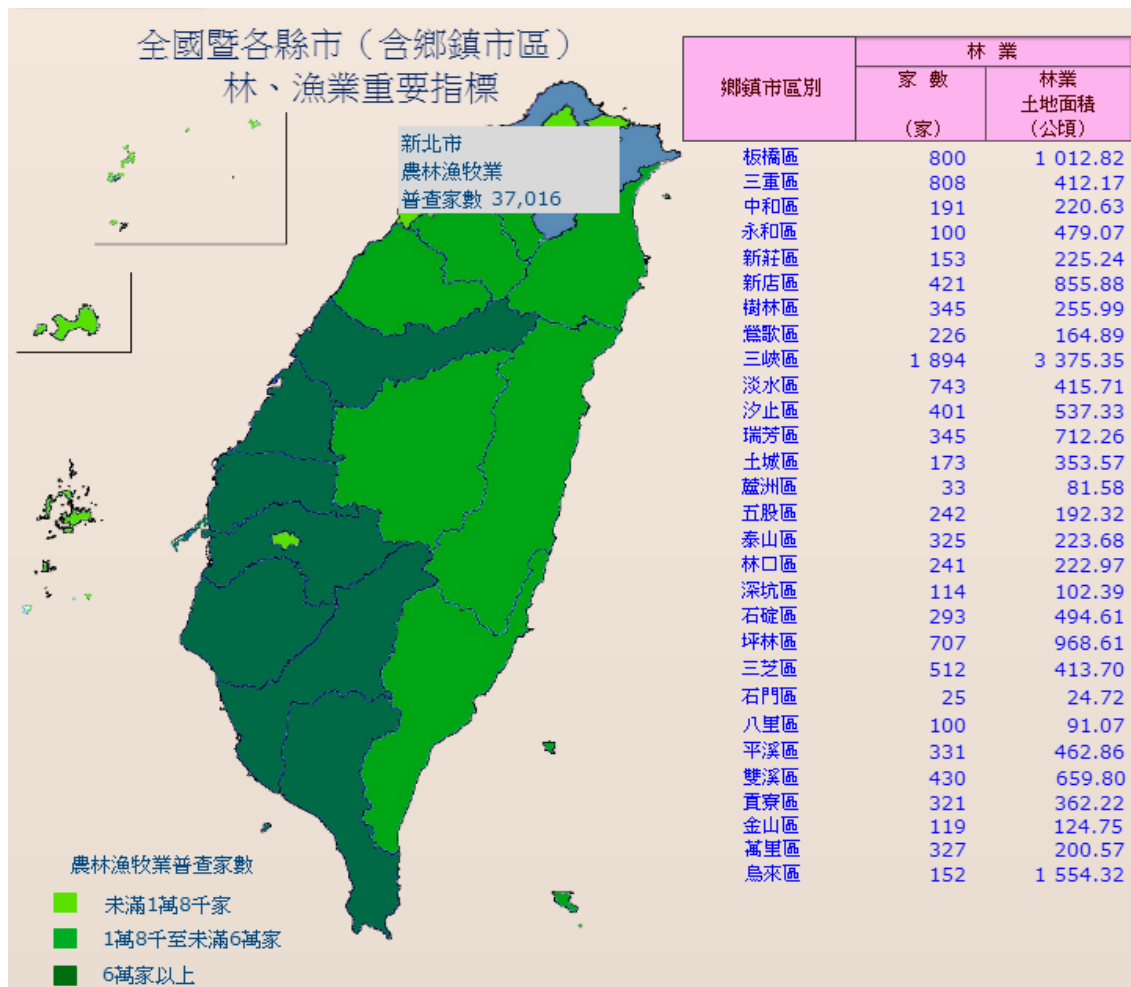 全國暨各縣市（含鄉鎮市區）
林、漁業重要指標
新北市
農林漁牧業
普查家數 37,016
農林漁牧業普查家數
未滿1萬8千家
1萬8千至未滿6萬家
6萬家以上
鄉鎮市區別 林 業
家 數 林業
土地面積
（家） （公頃）
板橋區 800 1 012.82
三重區 808 412.17
中和區 191 220.63
永和區 100 479.07
新莊區 153 225.24
新店區 421 855.88
樹林區 345 255.99
鶯歌區 226 164.89
三峽區 1 894 3 375.35
淡水區 743 415.71
汐止區 401 537.33
瑞芳區 345 712.26
土城區 173 353.57
蘆洲區 33 81.58
五股區 242 192.32
泰山區 325 223.68
林口區 241 222.97
深坑區 114 102.39
石碇區 293 494.61
坪林區 707 968.61
三芝區 512 413.70
石門區 25 24.72
八里區 100 91.07
平溪區 331 462.86
雙溪區 430 659.80
貢寮區 321 362.22
金山區 119 124.75
萬里區 327 200.57
烏來區 152 1 554.32